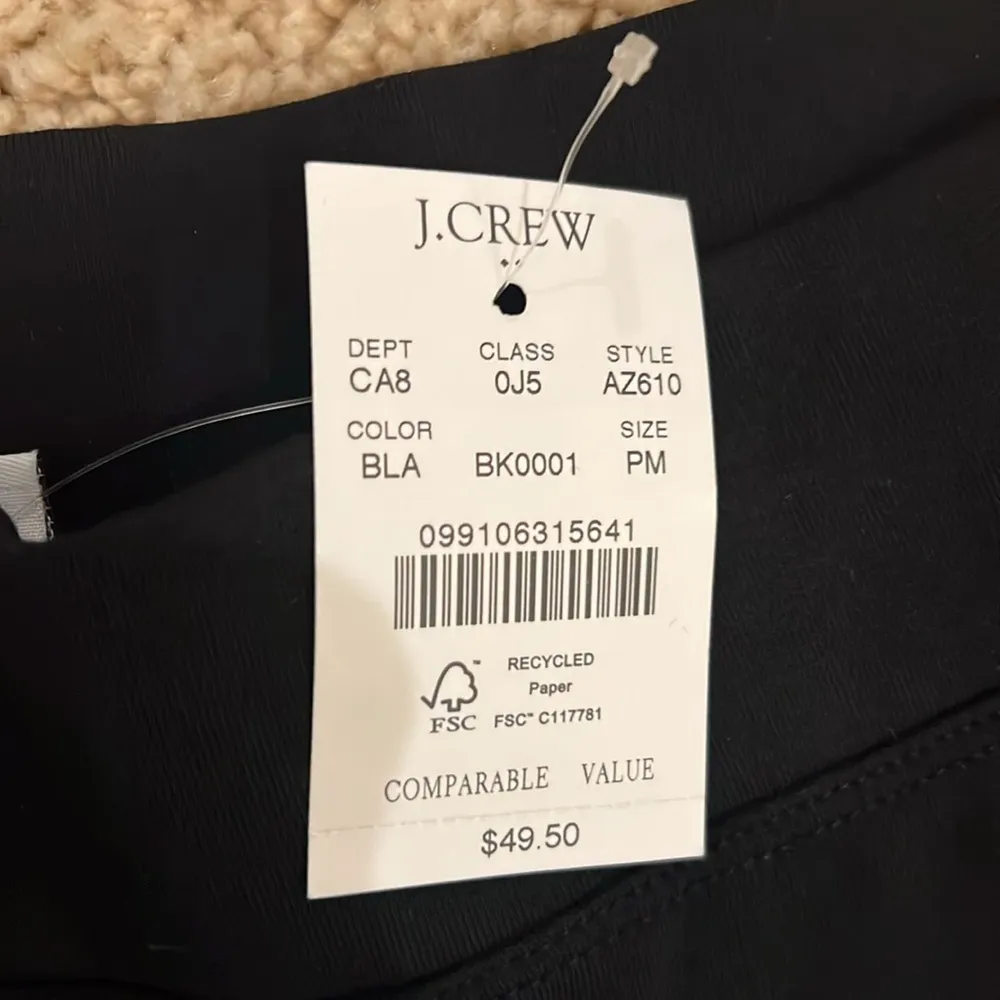 J.CREW
DEPT CLASS STYLE
CA8 0J5 AZ610
COLOR SIZE
BLA BK0001 PM
099106315641
RECYCLED
Paper
FSC™ FSC™ C117781
COMPARABLE VALUE
$49.50